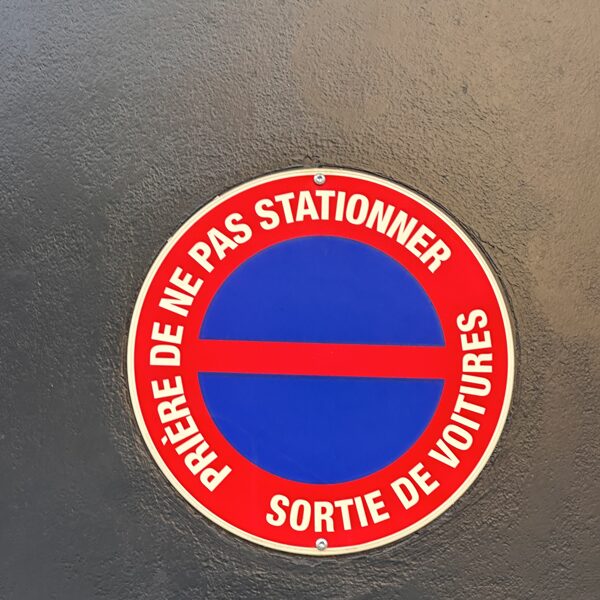 PRIÈRE DE NE PAS STATIONNER
SORTIE DE VOITURES